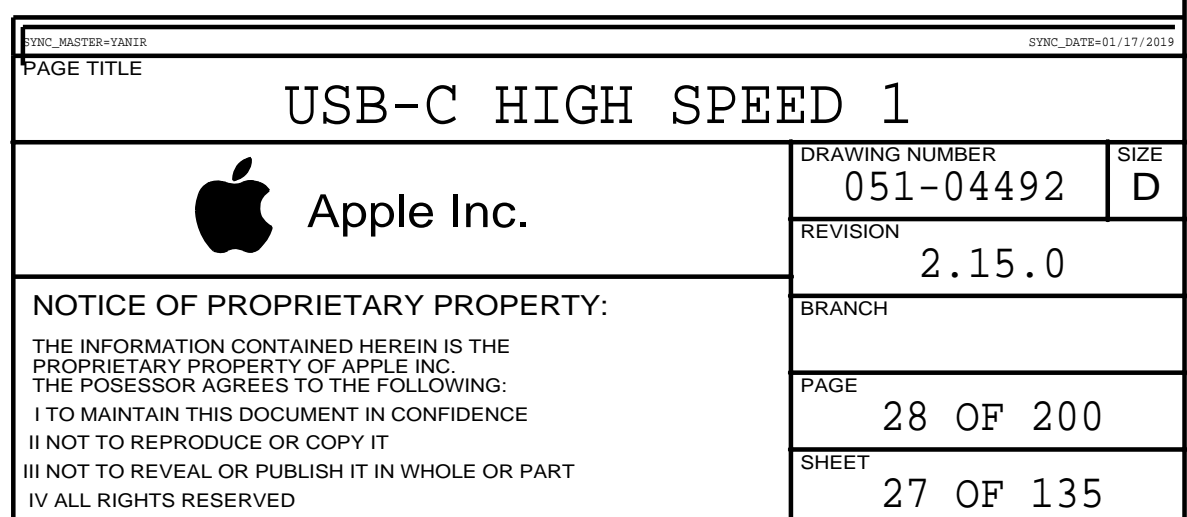 SYNC_MASTER=YANIR SYNC_DATE=01/17/2019
PAGE TITLE
USB-C HIGH SPEED 1
Apple Inc.
DRAWING NUMBER
051-04492
SIZE
D
REVISION
2.15.0
NOTICE OF PROPRIETARY PROPERTY:
BRANCH
THE INFORMATION CONTAINED HEREIN IS THE
PROPRIETARY PROPERTY OF APPLE INC.
THE POSESSOR AGREES TO THE FOLLOWING:
I TO MAINTAIN THIS DOCUMENT IN CONFIDENCE
II NOT TO REPRODUCE OR COPY IT
III NOT TO REVEAL OR PUBLISH IT IN WHOLE OR PART
IV ALL RIGHTS RESERVED
PAGE
28 OF 200
SHEET
27 OF 135